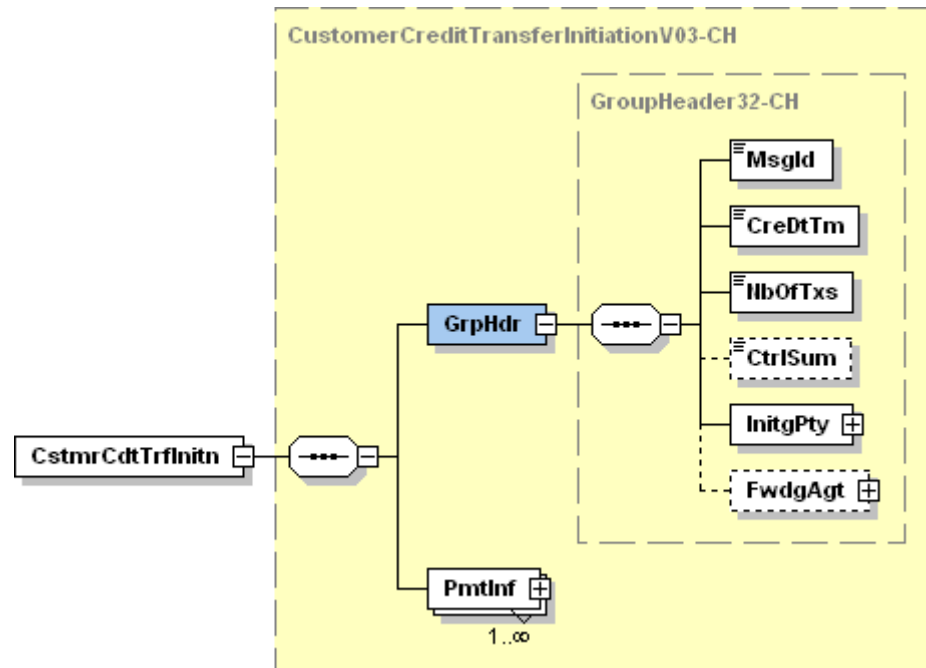 CustomerCreditTransferInitiationV03-CH
GroupHeader32-CH
MsgId
CreDtTm
NbOfTxs
GrpHdr
CtrlSum
InitgPty
CstmrCdtTrfInitn
FwdgAgt
PmtInf
1..∞